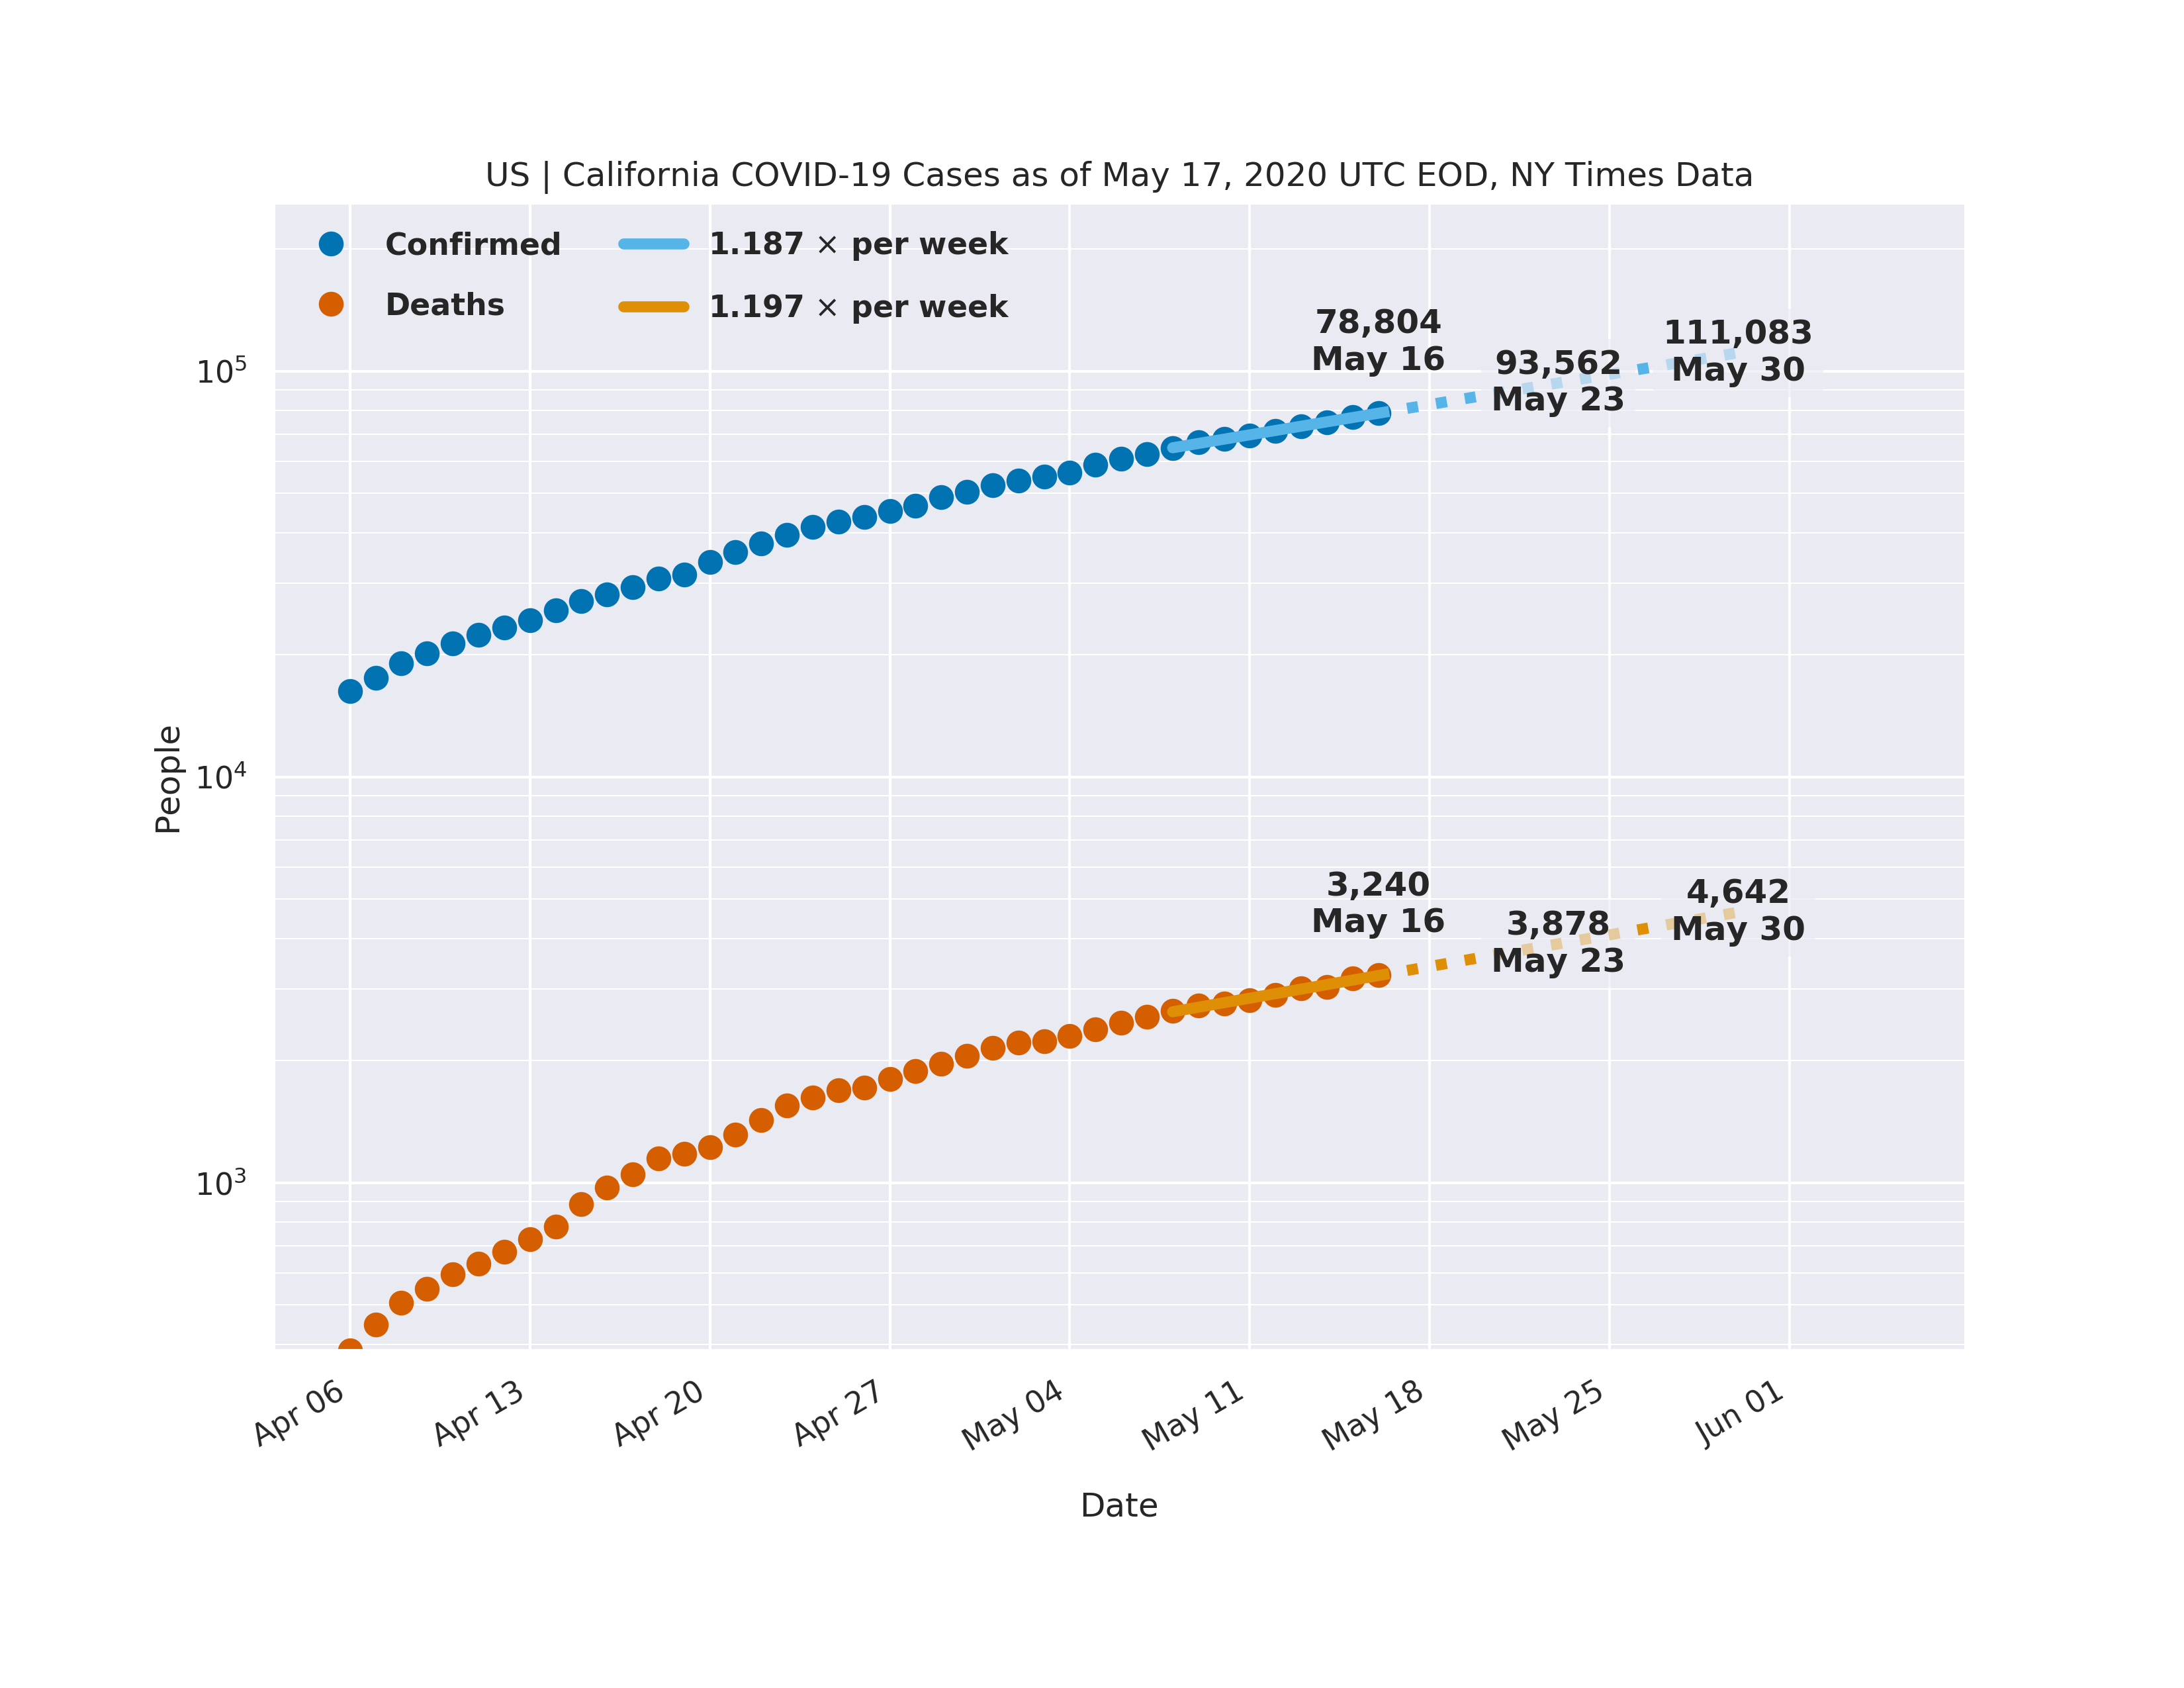 US | California COVID-19 Cases as of May 17, 2020 UTC EOD, NY Times Data
Confirmed
Deaths
1.187 × per week
1.197 × per week
78,804
May 16
93,562
May 23
111,083
May 30
3,240
May 16
3,878
May 23
4,642
May 30
People
10⁵
10⁴
10³
Apr 06
Apr 13
Apr 20
Apr 27
May 04
May 11
May 18
May 25
Jun 01
Date